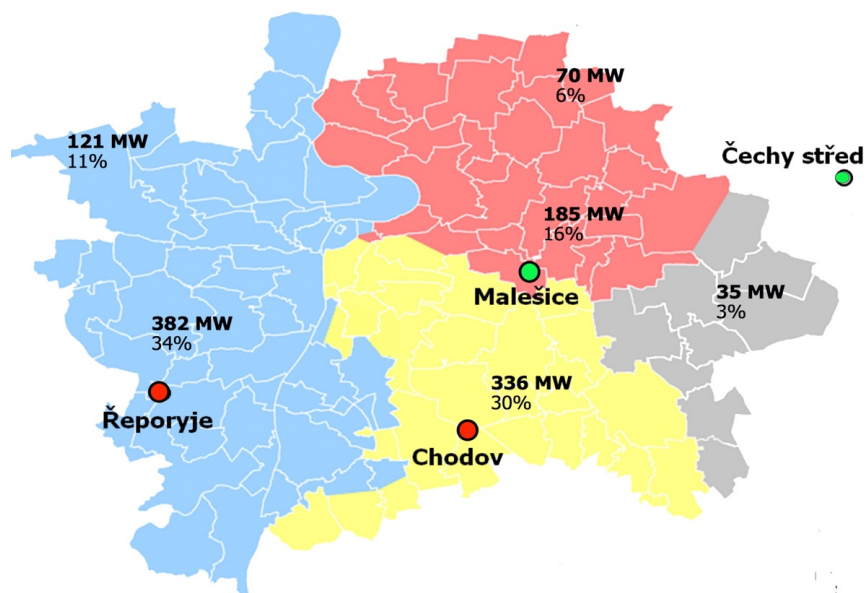 70 MW
6%
121 MW
11%
Čechy střed
185 MW
16%
Malešice
35 MW
3%
382 MW
34%
336 MW
30%
Řeporyje
Chodov